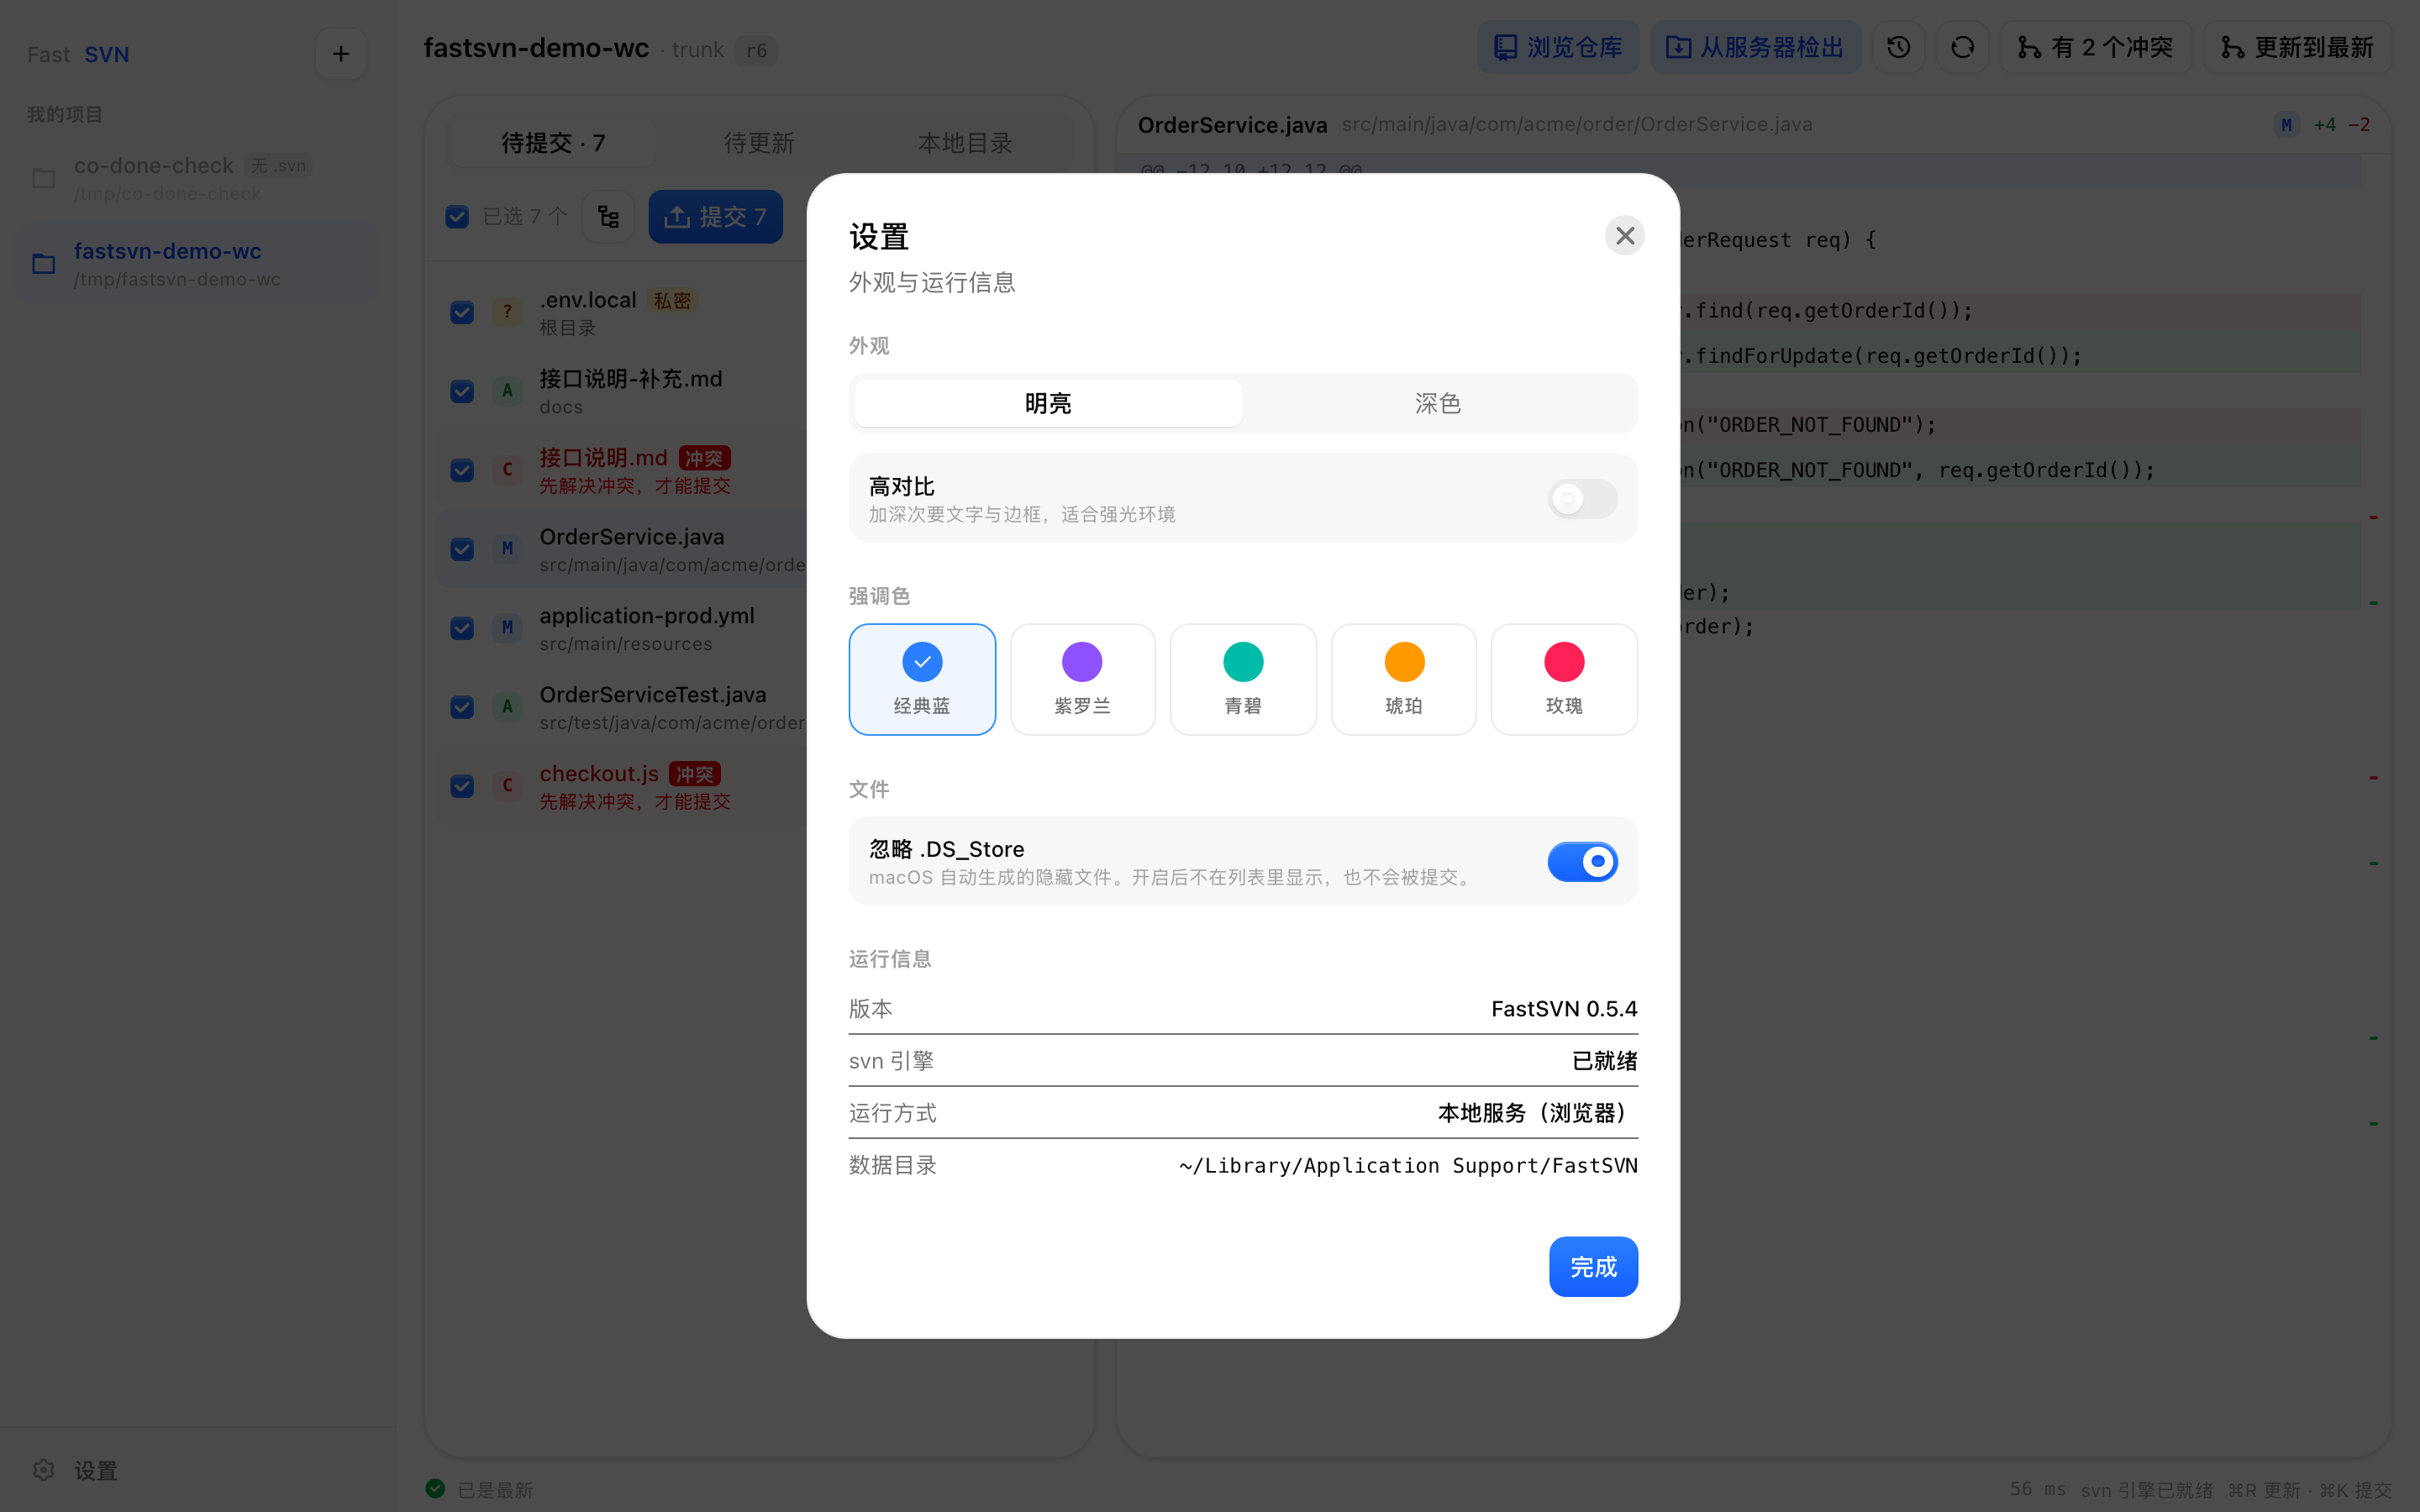 Fast SVN
我的项目
co-done-check 无 .svn
/tmp/co-done-check
fastsvn-demo-wc
/tmp/fastsvn-demo-wc
设置
fastsvn-demo-wc · trunk r6
浏览仓库
从服务器检出
有 2 个冲突
更新到最新
待提交 · 7
待更新
本地目录
已选 7 个
提交 7
? .env.local 私密
根目录
A 接口说明-补充.md
docs
C 接口说明.md 冲突
先解决冲突，才能提交
M OrderService.java
src/main/java/com/acme/orde
M application-prod.yml
src/main/resources
A OrderServiceTest.java
src/test/java/com/acme/order
C checkout.js 冲突
先解决冲突，才能提交
OrderService.java src/main/java/com/acme/order/OrderService.java M +4 −2
@@ −12,10 +12,12 @@
erRequest req) {
.find(req.getOrderId());
.findForUpdate(req.getOrderId());
on("ORDER_NOT_FOUND");
on("ORDER_NOT_FOUND", req.getOrderId());
der);
order);
设置
外观与运行信息
外观
明亮
深色
高对比
加深次要文字与边框，适合强光环境
强调色
经典蓝
紫罗兰
青碧
琥珀
玫瑰
文件
忽略 .DS_Store
macOS 自动生成的隐藏文件。开启后不在列表里显示，也不会被提交。
运行信息
版本 FastSVN 0.5.4
svn 引擎 已就绪
运行方式 本地服务（浏览器）
数据目录 ~/Library/Application Support/FastSVN
完成
已是最新
56 ms svn 引擎已就绪 ⌘R 更新 · ⌘K 提交